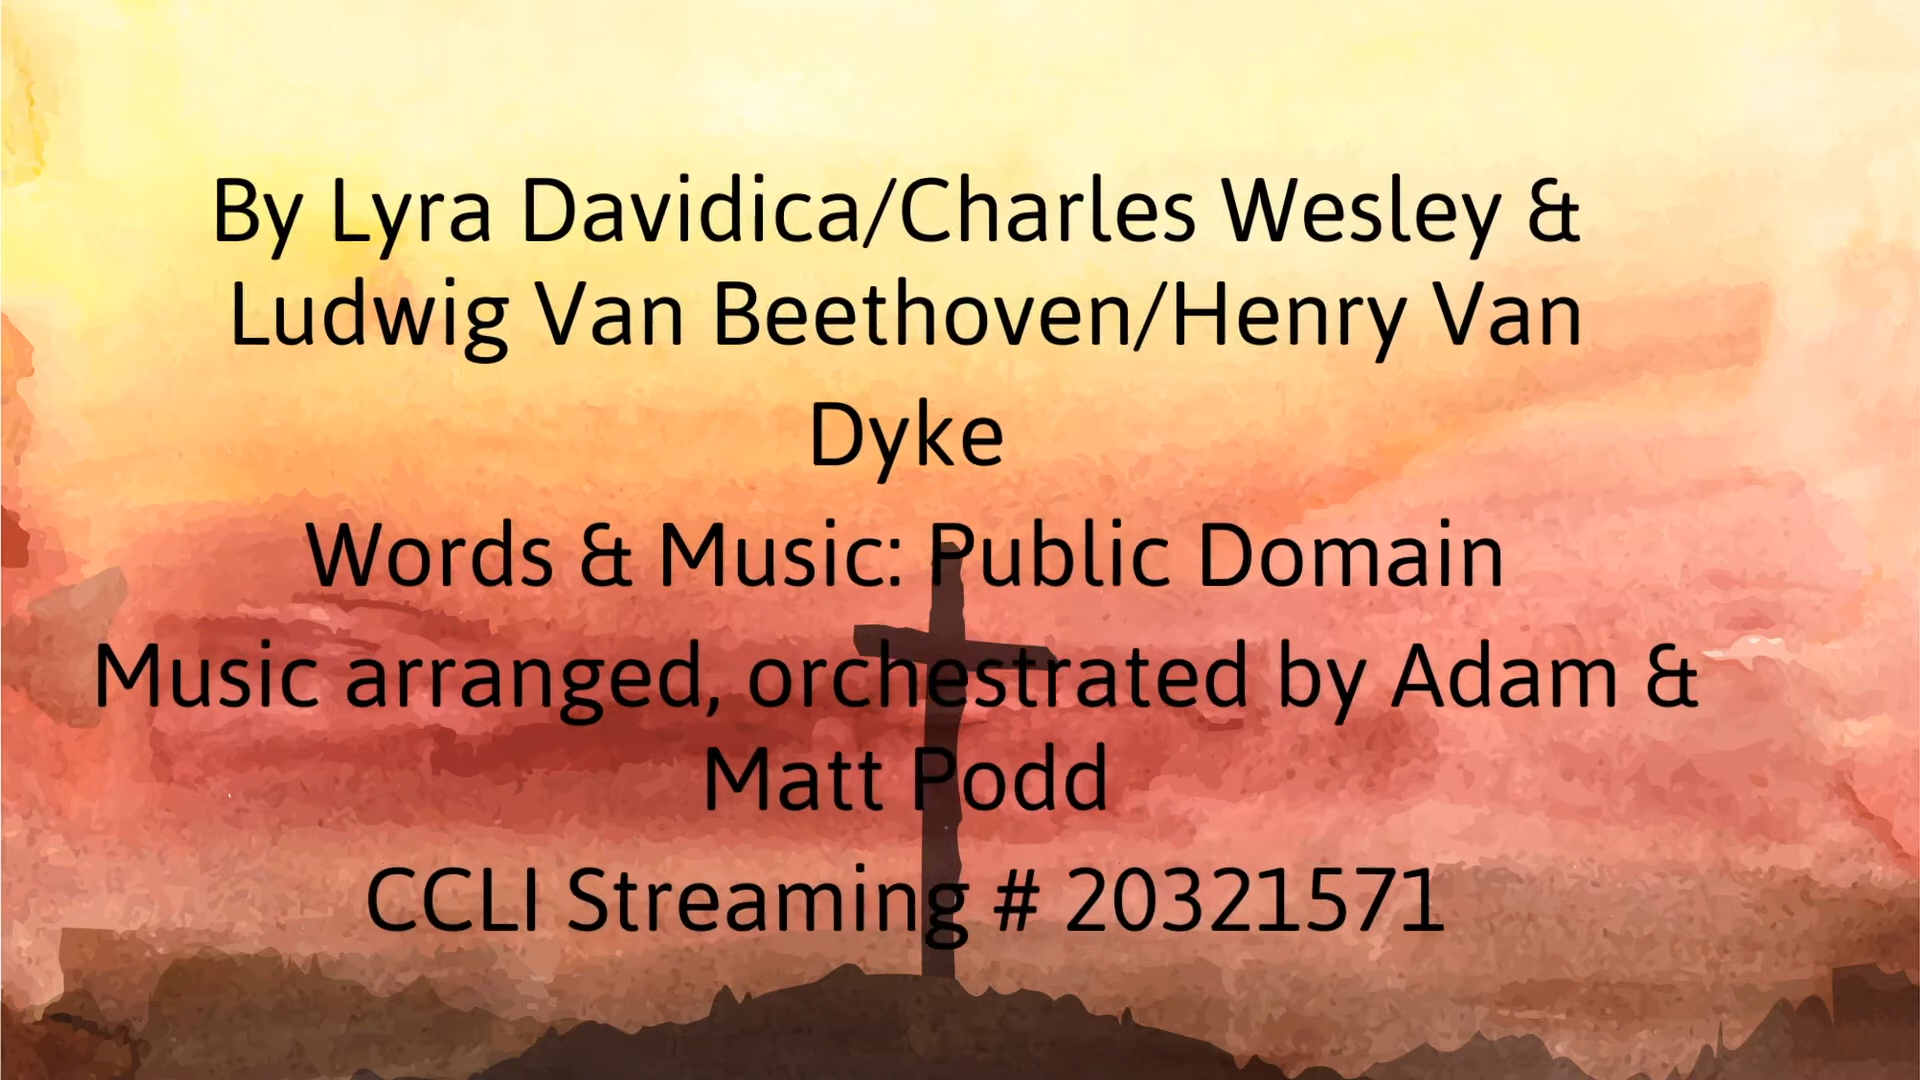 By Lyra Davidica/Charles Wesley &
Ludwig Van Beethoven/Henry Van
Dyke
Words & Music: Public Domain
Music arranged, orchestrated by Adam &
Matt Podd
CCLI Streaming # 20321571